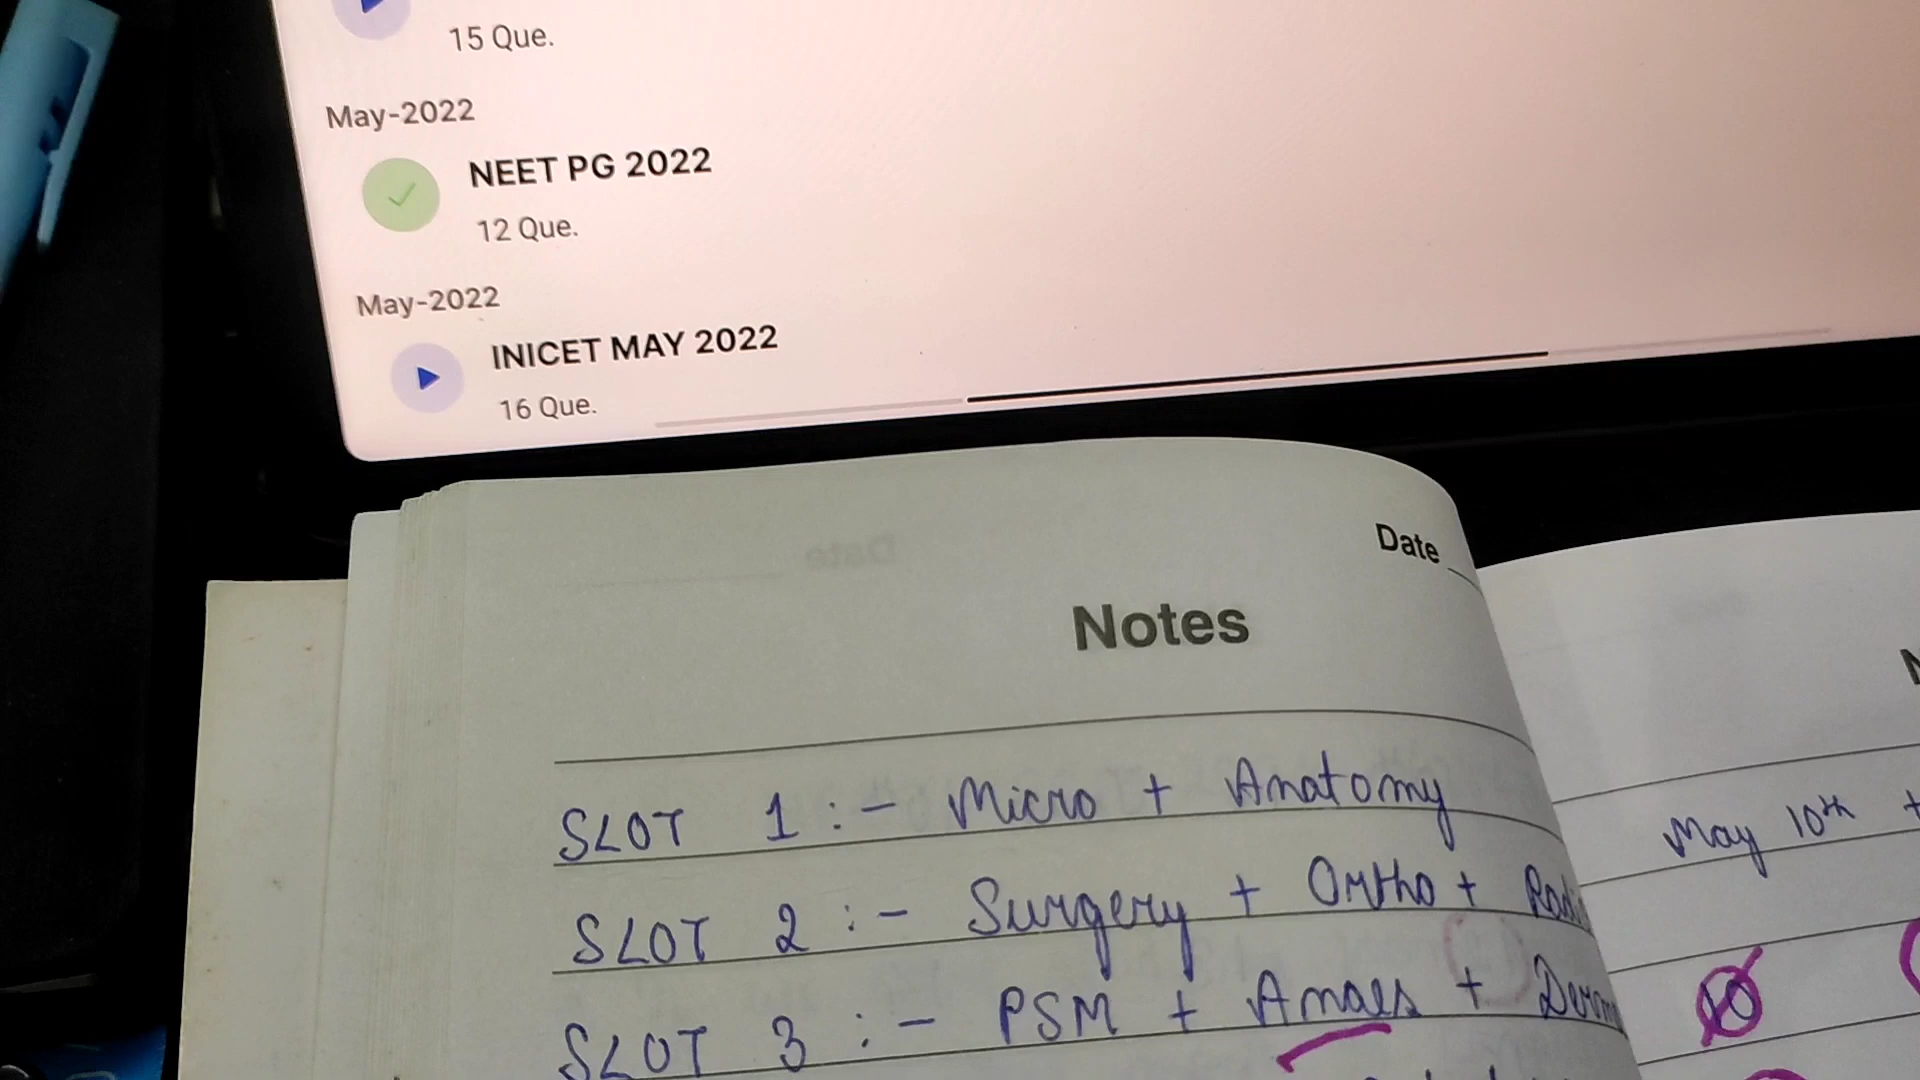 15 Que.
May-2022
NEET PG 2022
12 Que.
May-2022
INICET MAY 2022
16 Que.
Date
Notes
SLOT 1 :- Micro + Anatomy
SLOT 2 :- Surgery + Ortho +
SLOT 3 :- PSM + Anaes +
May 10th
10